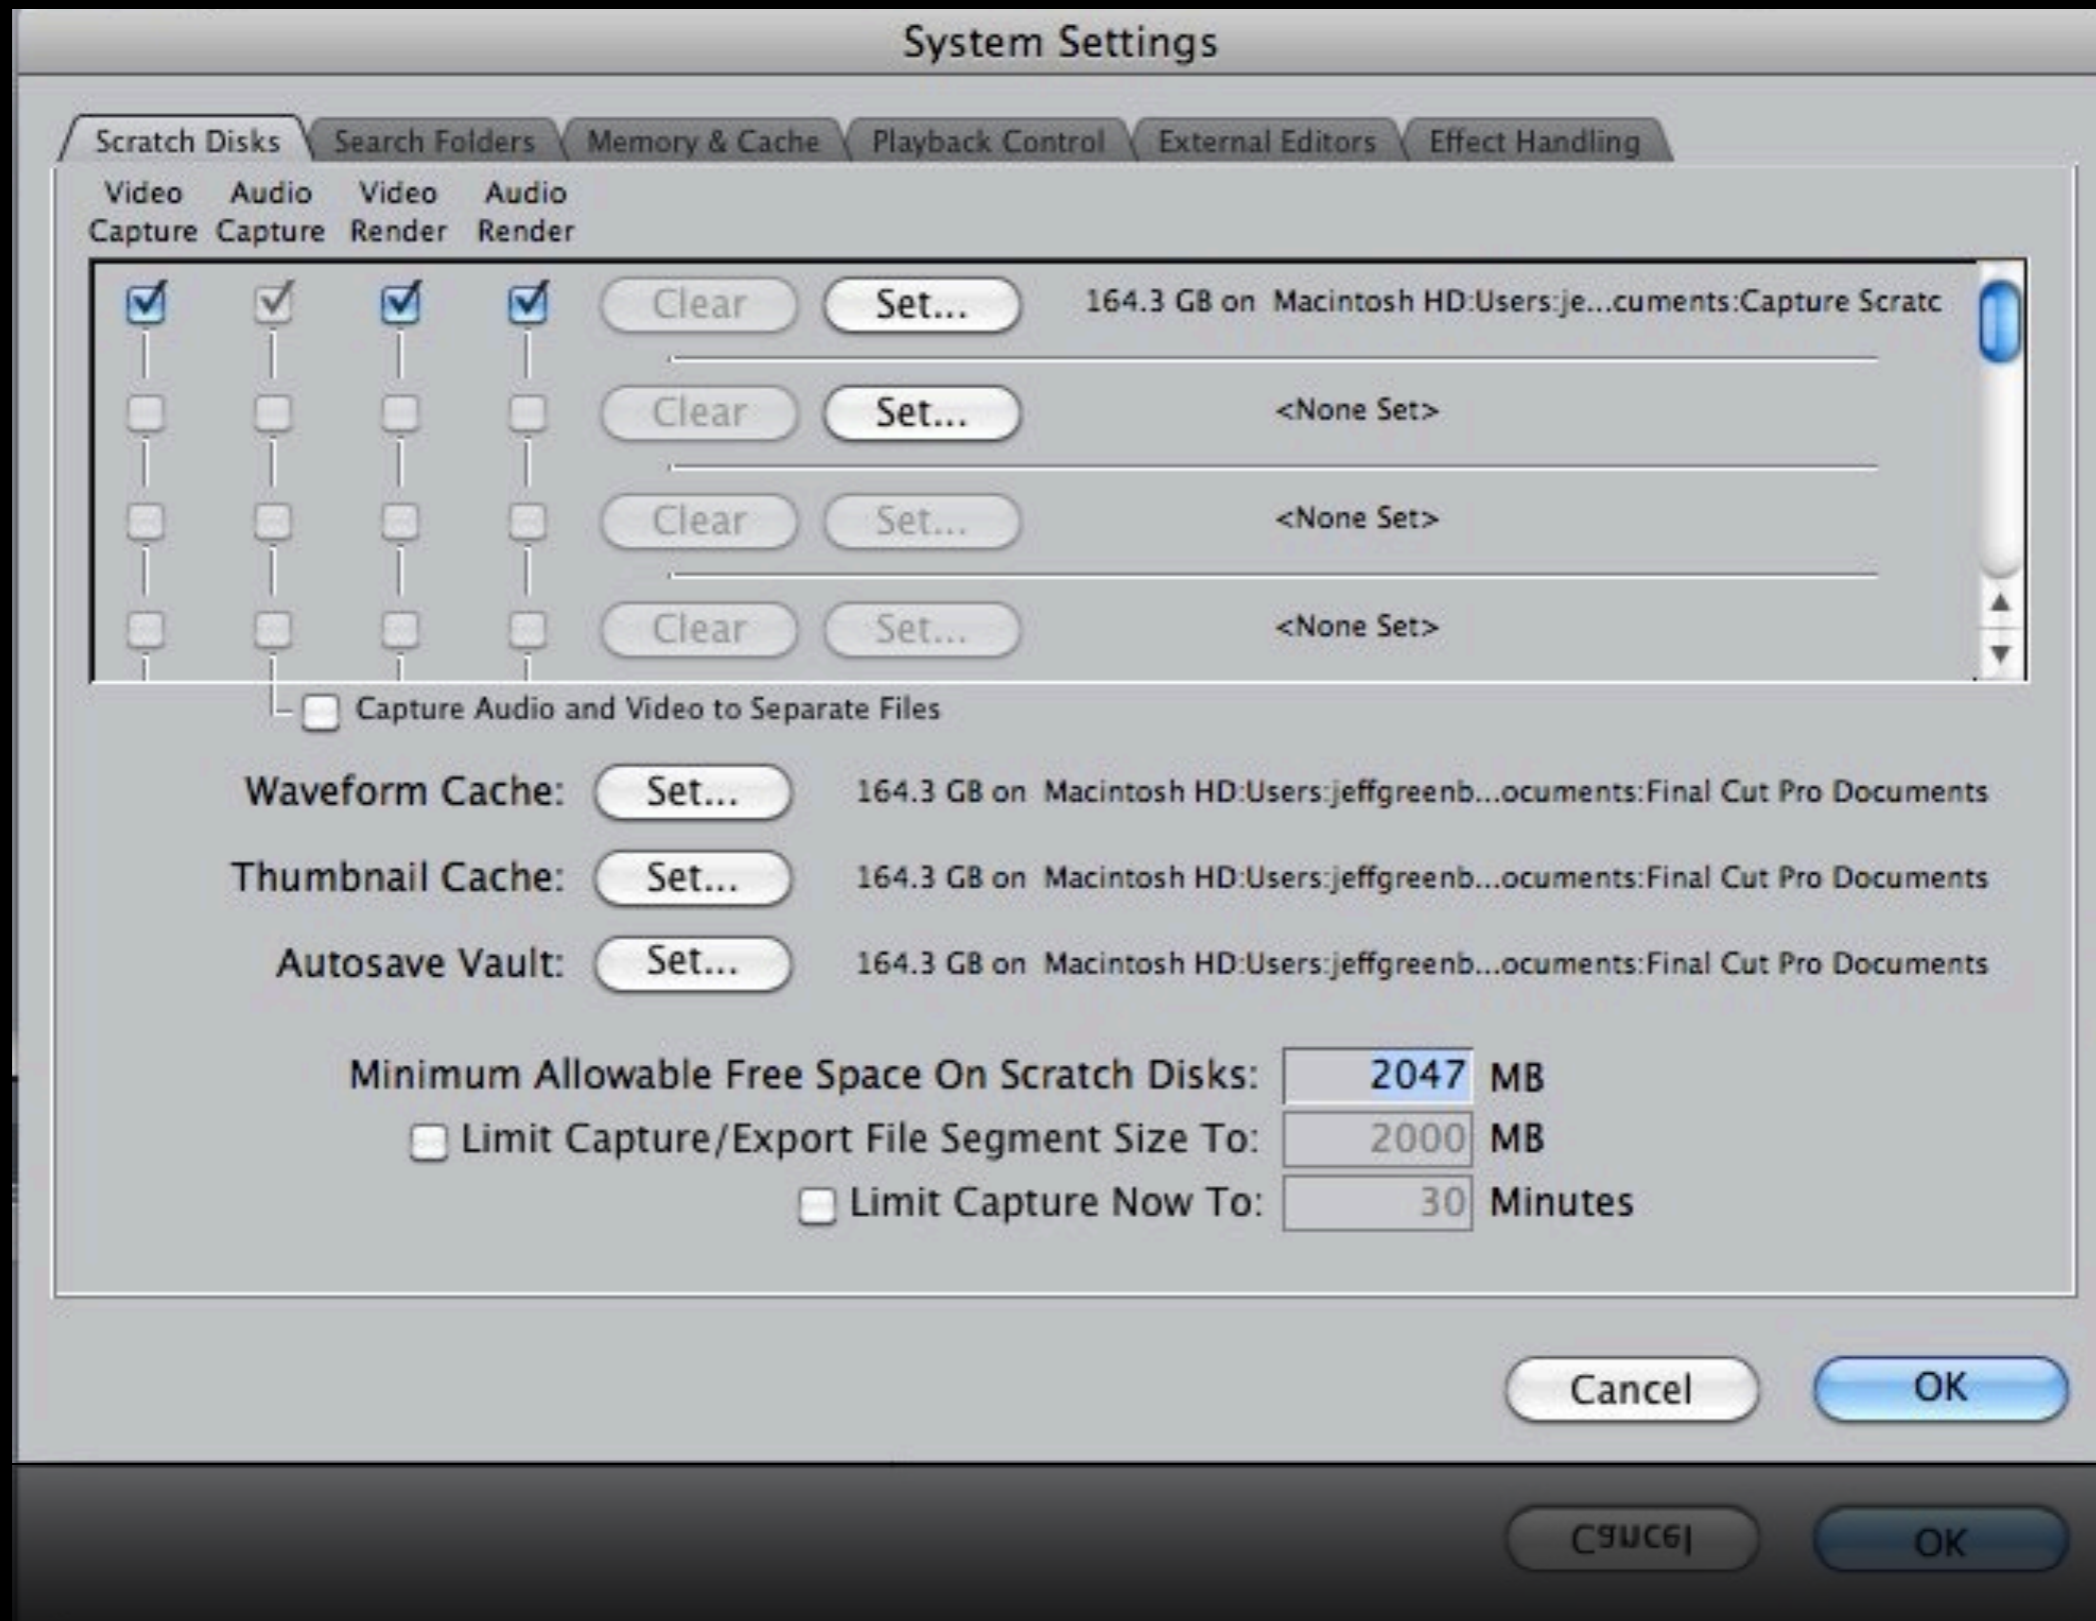 System Settings
Scratch Disks Search Folders Memory & Cache Playback Control External Editors Effect Handling
Video Audio Video Audio
Capture Capture Render Render
Clear Set... 164.3 GB on Macintosh HD:Users:je...cuments:Capture Scratc
Clear Set... <None Set>
Clear Set... <None Set>
Clear Set... <None Set>
Capture Audio and Video to Separate Files
Waveform Cache: Set... 164.3 GB on Macintosh HD:Users:jeffgreenb...ocuments:Final Cut Pro Documents
Thumbnail Cache: Set... 164.3 GB on Macintosh HD:Users:jeffgreenb...ocuments:Final Cut Pro Documents
Autosave Vault: Set... 164.3 GB on Macintosh HD:Users:jeffgreenb...ocuments:Final Cut Pro Documents
Minimum Allowable Free Space On Scratch Disks: 2047 MB
Limit Capture/Export File Segment Size To: 2000 MB
Limit Capture Now To: 30 Minutes
Cancel OK
Cancel OK